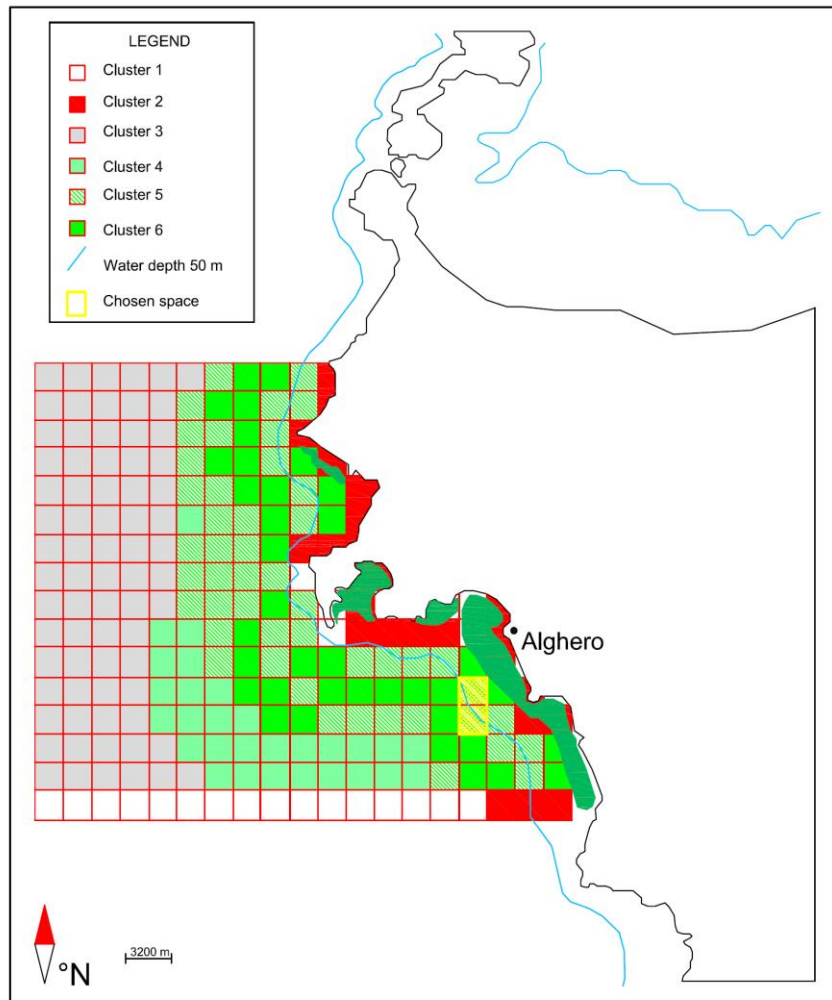 LEGEND
Cluster 1
Cluster 2
Cluster 3
Cluster 4
Cluster 5
Cluster 6
Water depth 50 m
Chosen space
Alghero
3200 m
°N